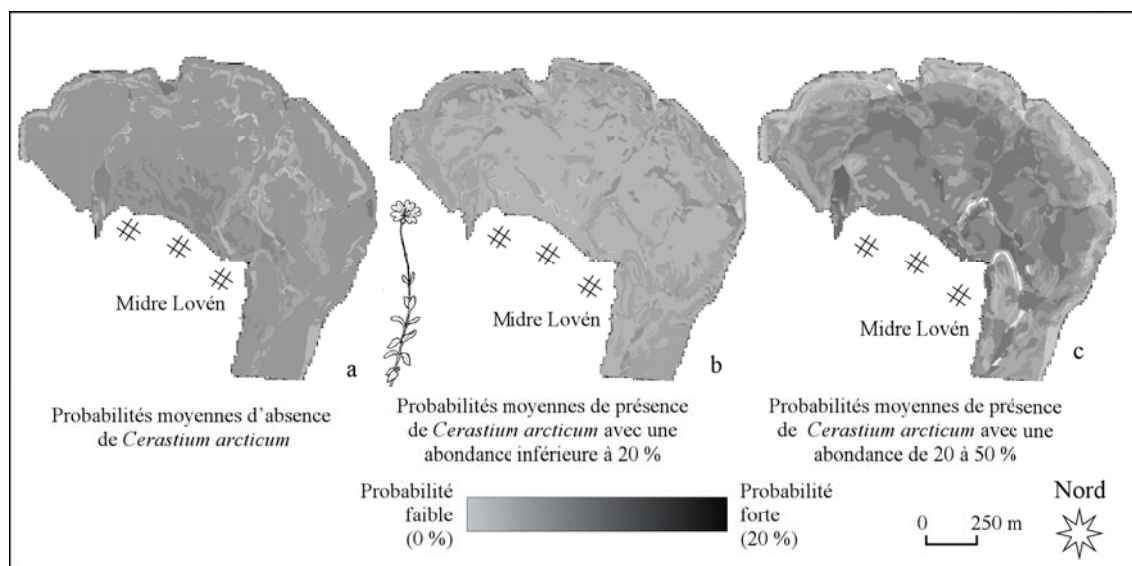 Midre Lovén
a
Probabilités moyennes d'absence
de Cerastium arcticum
Midre Lovén
b
Probabilités moyennes de présence
de Cerastium arcticum avec une
abondance inférieure à 20 %
Midre Lovén
c
Probabilités moyennes de présence
de Cerastium arcticum avec une
abondance de 20 à 50 %
Probabilité
faible
(0 %)
Probabilité
forte
(20 %)
0 250 m
Nord